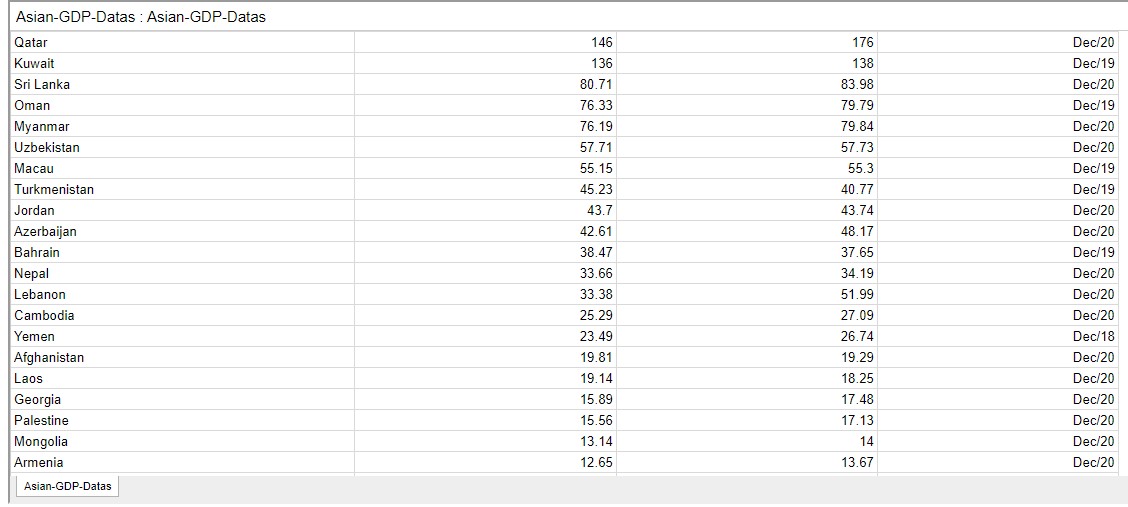 Asian-GDP-Datas : Asian-GDP-Datas
Qatar 146 176 Dec/20
Kuwait 136 138 Dec/19
Sri Lanka 80.71 83.98 Dec/20
Oman 76.33 79.79 Dec/19
Myanmar 76.19 79.84 Dec/20
Uzbekistan 57.71 57.73 Dec/20
Macau 55.15 55.3 Dec/19
Turkmenistan 45.23 40.77 Dec/19
Jordan 43.7 43.74 Dec/20
Azerbaijan 42.61 48.17 Dec/20
Bahrain 38.47 37.65 Dec/19
Nepal 33.66 34.19 Dec/20
Lebanon 33.38 51.99 Dec/20
Cambodia 25.29 27.09 Dec/20
Yemen 23.49 26.74 Dec/18
Afghanistan 19.81 19.29 Dec/20
Laos 19.14 18.25 Dec/20
Georgia 15.89 17.48 Dec/20
Palestine 15.56 17.13 Dec/20
Mongolia 13.14 14 Dec/20
Armenia 12.65 13.67 Dec/20
Asian-GDP-Datas